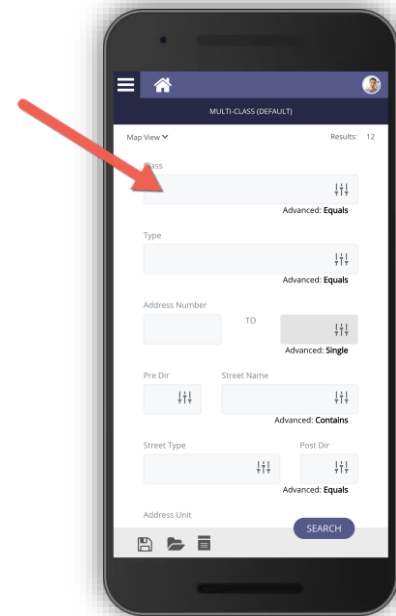 MULTI-CLASS (DEFAULT)
Map View Results: 12
Class
Advanced: Equals
Type
Advanced: Equals
Address Number
TO
Advanced: Single
Pre Dir Street Name
Advanced: Contains
Street Type Post Dir
Advanced: Equals
Address Unit
SEARCH